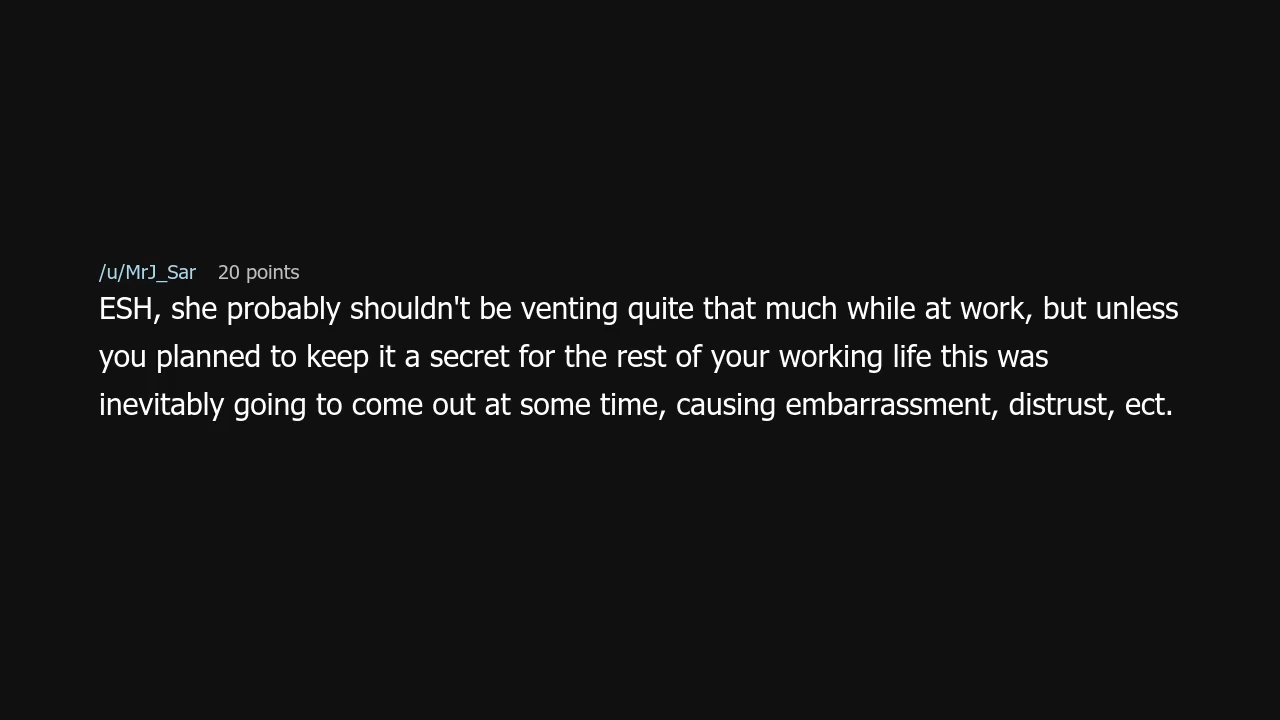 /u/MrJ_Sar 20 points
ESH, she probably shouldn't be venting quite that much while at work, but unless
you planned to keep it a secret for the rest of your working life this was
inevitably going to come out at some time, causing embarrassment, distrust, ect.